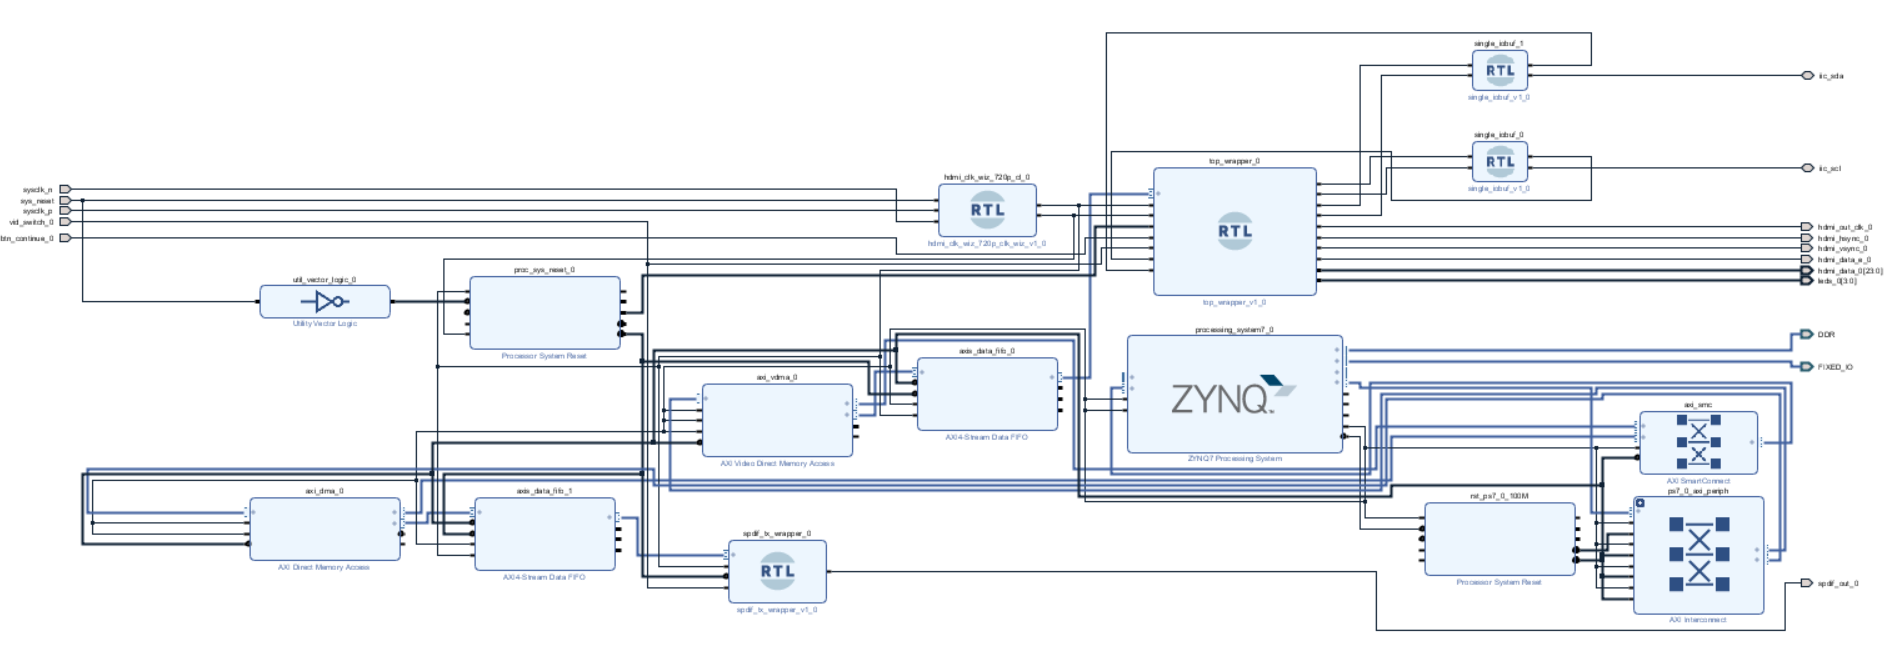 single_iobuf_1
RTL
single_iobuf_v1_0
iic_sda
single_iobuf_0
RTL
single_iobuf_v1_0
iic_scl
sysclk_n
sys_reset
sysclk_p
vid_switch_0
btn_continue_0
hdmi_clk_wiz_720p_cl_0
RTL
hdmi_clk_wiz_720p_clk_wiz_v1_0
top_wrapper_0
RTL
top_wrapper_v1_0
hdmi_out_clk_0
hdmi_hsync_0
hdmi_vsync_0
hdmi_data_e_0
hdmi_data_0[23:0]
leds_0[3:0]
util_vector_logic_0
Utility Vector Logic
proc_sys_reset_0
Processor System Reset
processing_system7_0
ZYNQ
ZYNQ7 Processing System
DDR
FIXED_IO
axis_data_fifo_0
AXI4-Stream Data FIFO
axi_vdma_0
AXI Video Direct Memory Access
axi_smc
AXI SmartConnect
axi_dma_0
AXI Direct Memory Access
axis_data_fifo_1
AXI4-Stream Data FIFO
spdif_tx_wrapper_0
RTL
spdif_tx_wrapper_v1_0
rst_ps7_0_100M
Processor System Reset
ps7_0_axi_periph
AXI Interconnect
spdif_out_0